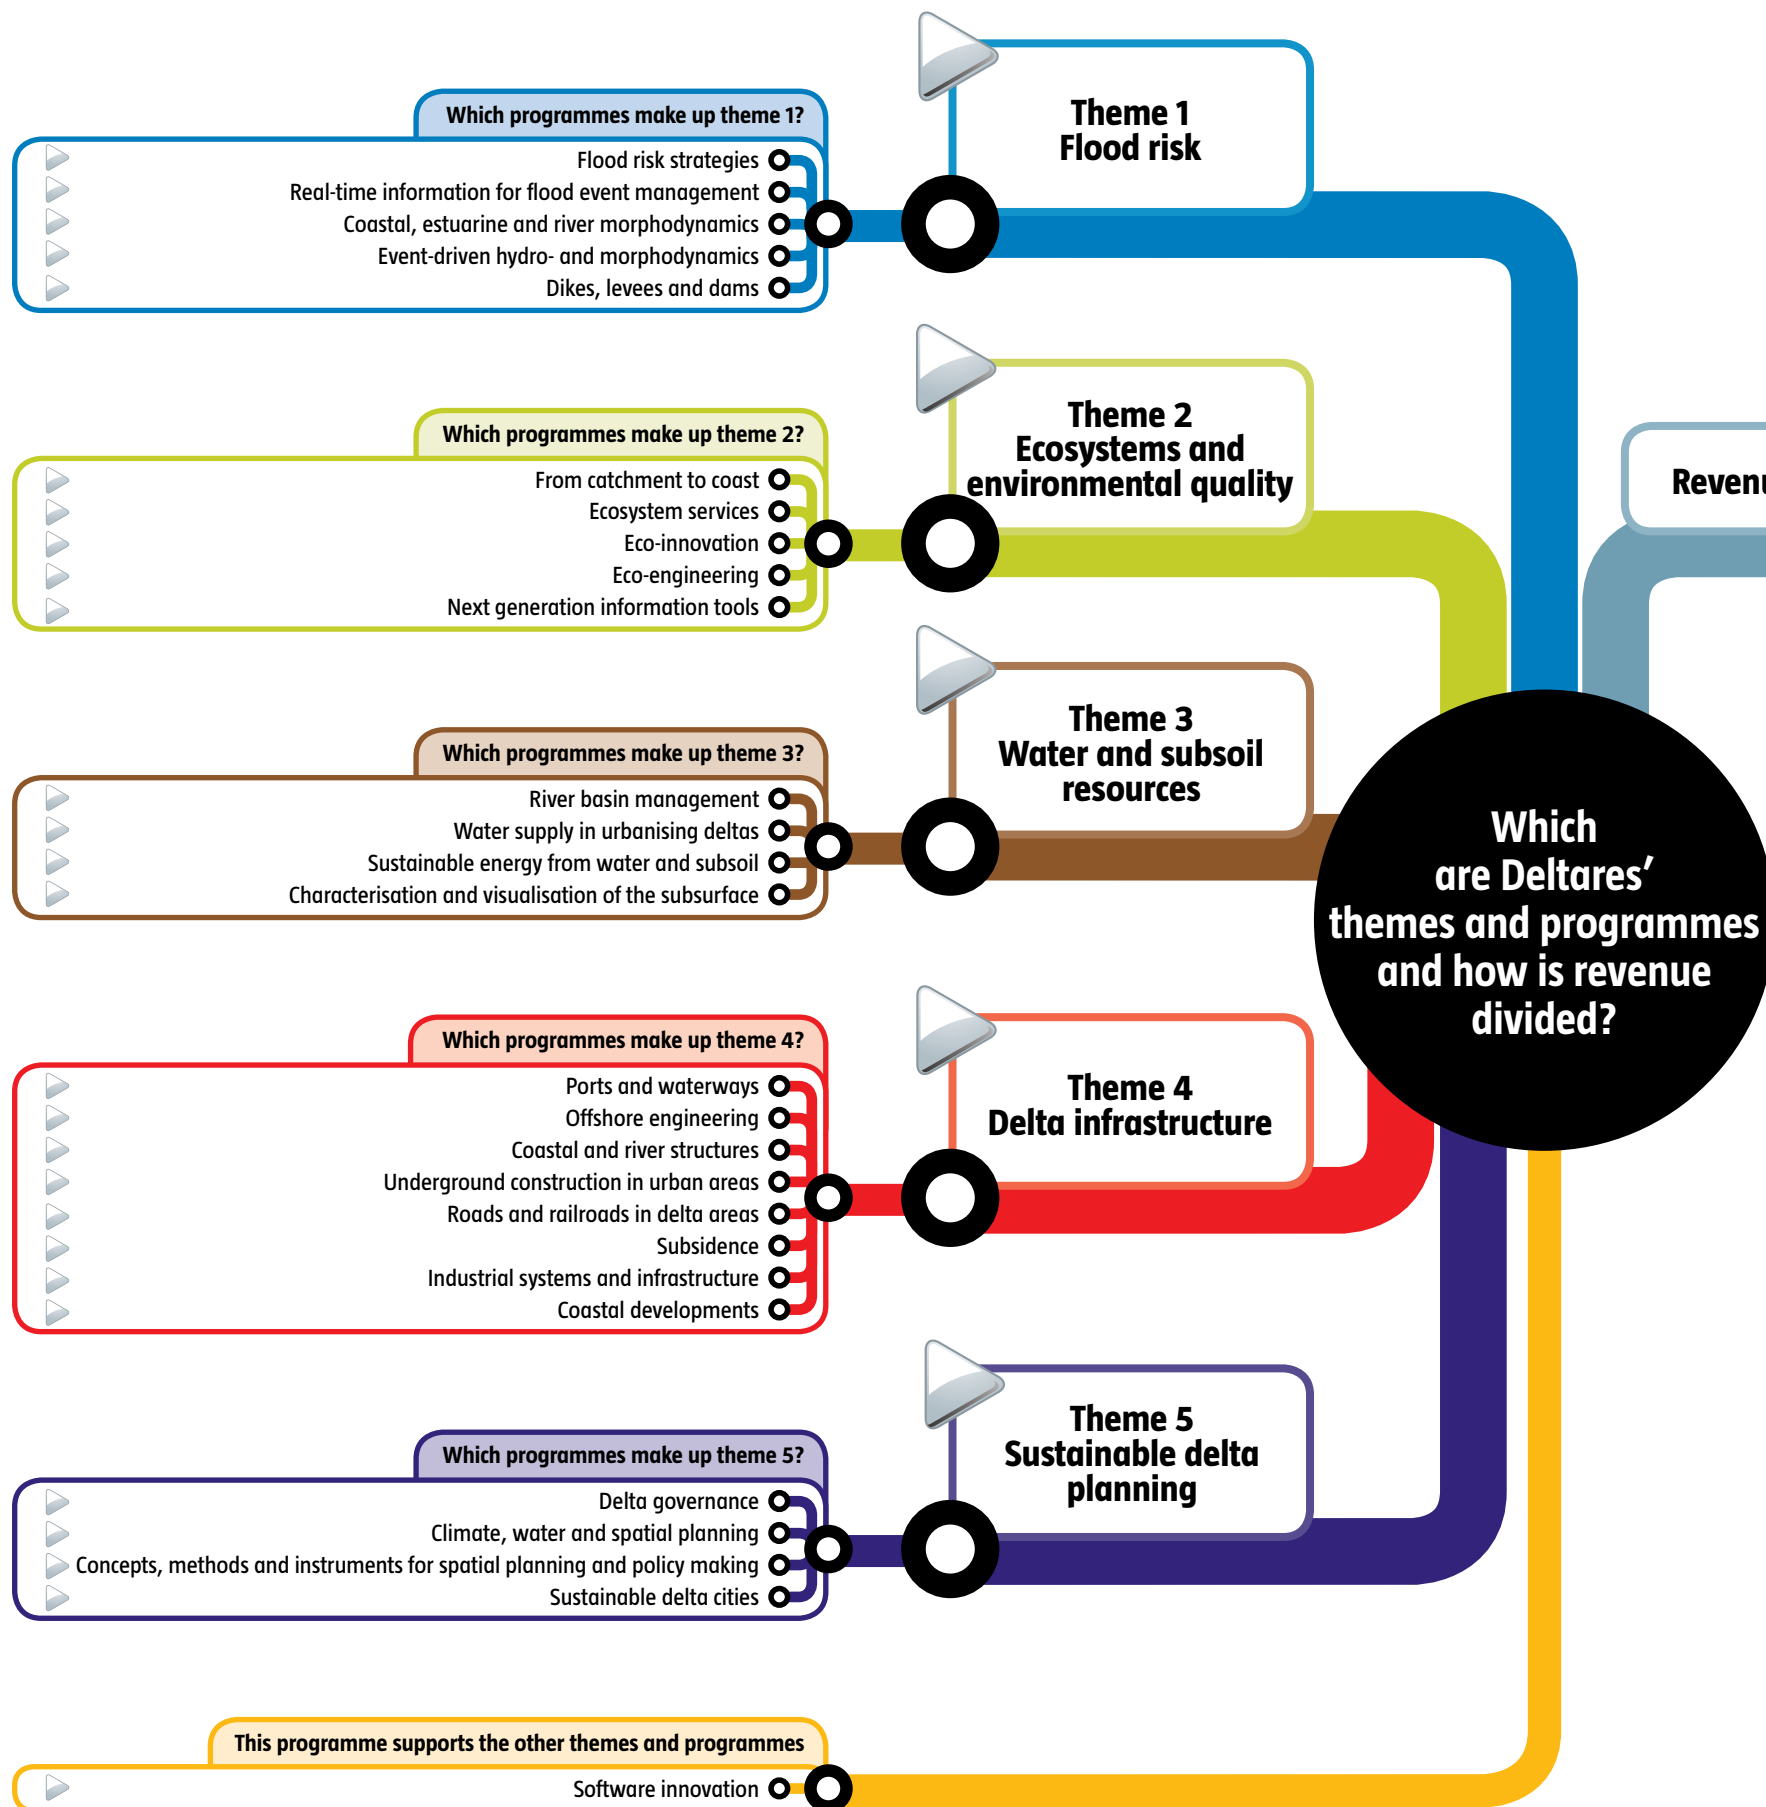 Theme 1
Flood risk
Which programmes make up theme 1?
Flood risk strategies
Real-time information for flood event management
Coastal, estuarine and river morphodynamics
Event-driven hydro- and morphodynamics
Dikes, levees and dams
Theme 2
Ecosystems and
environmental quality
Which programmes make up theme 2?
From catchment to coast
Ecosystem services
Eco-innovation
Eco-engineering
Next generation information tools
Theme 3
Water and subsoil
resources
Which programmes make up theme 3?
River basin management
Water supply in urbanising deltas
Sustainable energy from water and subsoil
Characterisation and visualisation of the subsurface
Which
are Deltares’
themes and programmes
and how is revenue
divided?
Theme 4
Delta infrastructure
Which programmes make up theme 4?
Ports and waterways
Offshore engineering
Coastal and river structures
Underground construction in urban areas
Roads and railroads in delta areas
Subsidence
Industrial systems and infrastructure
Coastal developments
Theme 5
Sustainable delta
planning
Which programmes make up theme 5?
Delta governance
Climate, water and spatial planning
Concepts, methods and instruments for spatial planning and policy making
Sustainable delta cities
This programme supports the other themes and programmes
Software innovation